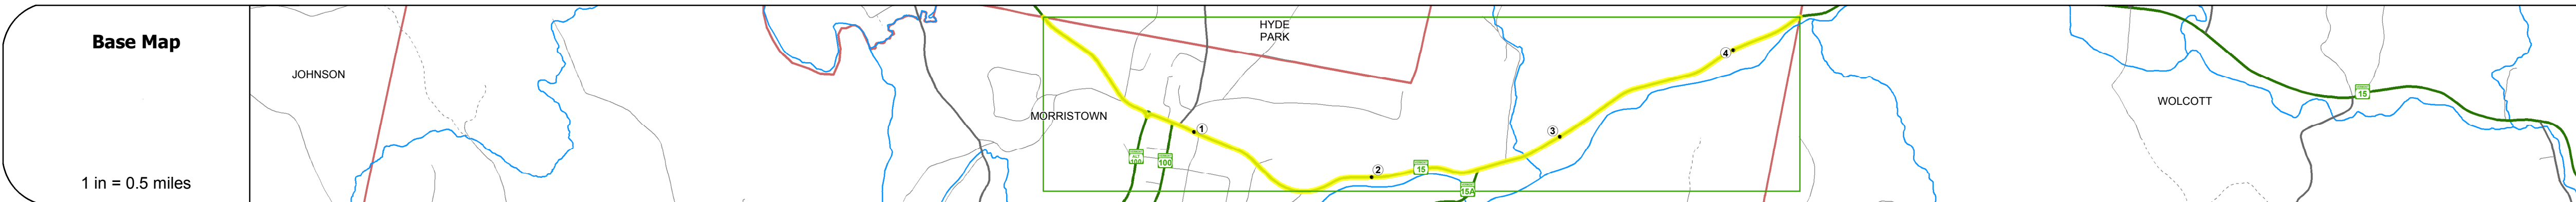 Base Map
1 in = 0.5 miles
JOHNSON
HYDE
PARK
MORRISTOWN
1
2
3
4
ALT
100
100
15
15A
15
WOLCOTT